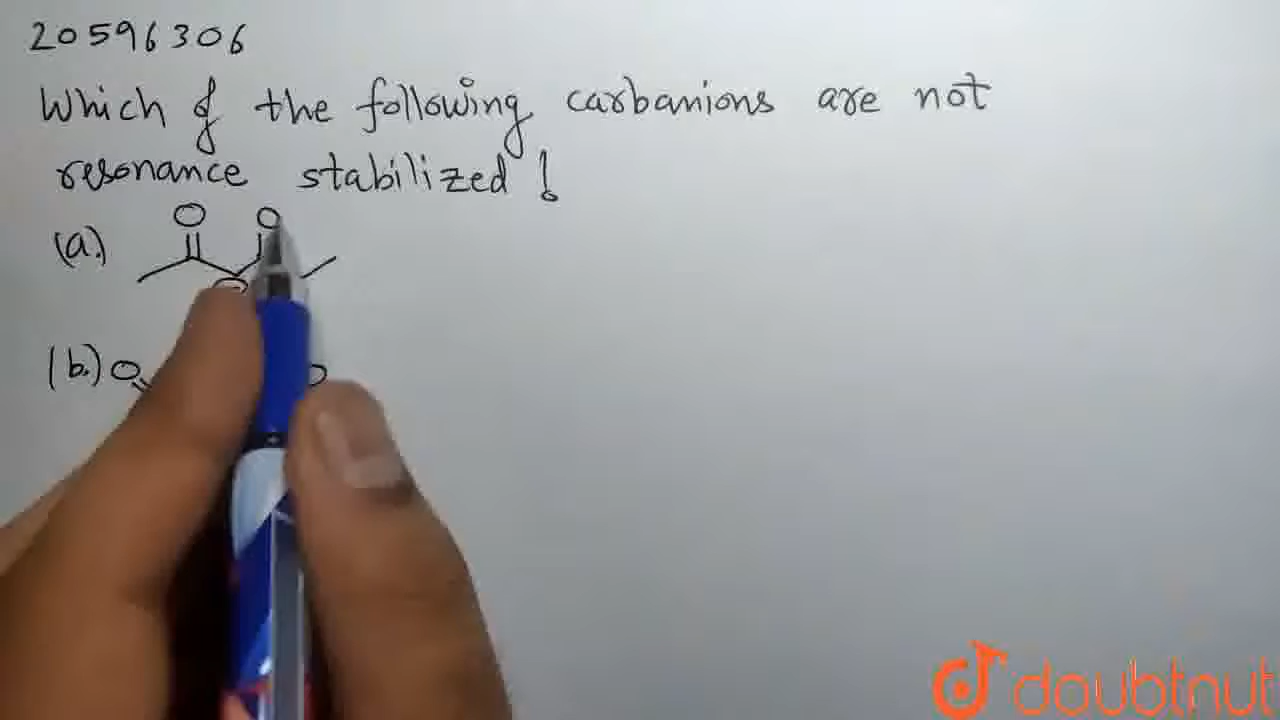 20596306
Which of the following carbanions are not
resonance stabilized !
(a.) O O
(b.) O O
doubtnut